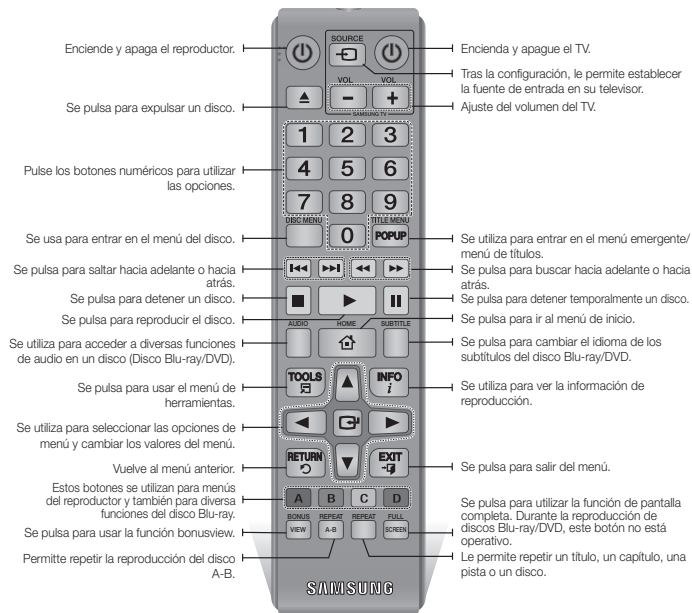 Enciende y apaga el reproductor.
Se pulsa para expulsar un disco.
Pulse los botones numéricos para utilizar
las opciones.
Se usa para entrar en el menú del disco.
Se pulsa para saltar hacia adelante o hacia
atrás.
Se pulsa para detener un disco.
Se pulsa para reproducir el disco.
Se utiliza para acceder a diversas funciones
de audio en un disco (Disco Blu-ray/DVD).
Se pulsa para usar el menú de
herramientas.
Se utiliza para seleccionar las opciones de
menú y cambiar los valores del menú.
Vuelve al menú anterior.
Estos botones se utilizan para menús
del reproductor y también para diversa
funciones del disco Blu-ray.
Se pulsa para usar la función bonusview.
Permitte repetir la reproducción del disco
A-B.
SOURCE
VOL VOL
- +
SAMSUNG TV
1 2 3
4 5 6
7 8 9
DISC MENU TITLE MENU
0 POPUP
AUDIO HOME SUBTITLE
TOOLS INFO
i
RETURN EXIT
A B C D
BONUS REPEAT REPEAT FULL
VIEW A-B SCREEN
SAMSUNG
Encienda y apague el TV.
Tras la configuración, le permite establecer
la fuente de entrada en su televisor.
Ajuste del volumen del TV.
Se utiliza para entrar en el menú emergente/
menú de títulos.
Se pulsa para buscar hacia adelante o hacia
atrás.
Se pulsa para detener temporalmente un disco.
Se pulsa para ir al menú de inicio.
Se pulsa para cambiar el idioma de los
subtítulos del disco Blu-ray/DVD.
Se utiliza para ver la información de
reproducción.
Se pulsa para salir del menú.
Se pulsa para utilizar la función de pantalla
completa. Durante la reproducción de
discos Blu-ray/DVD, este botón no está
operativo.
Le permite repetir un título, un capítulo, una
pista o un disco.